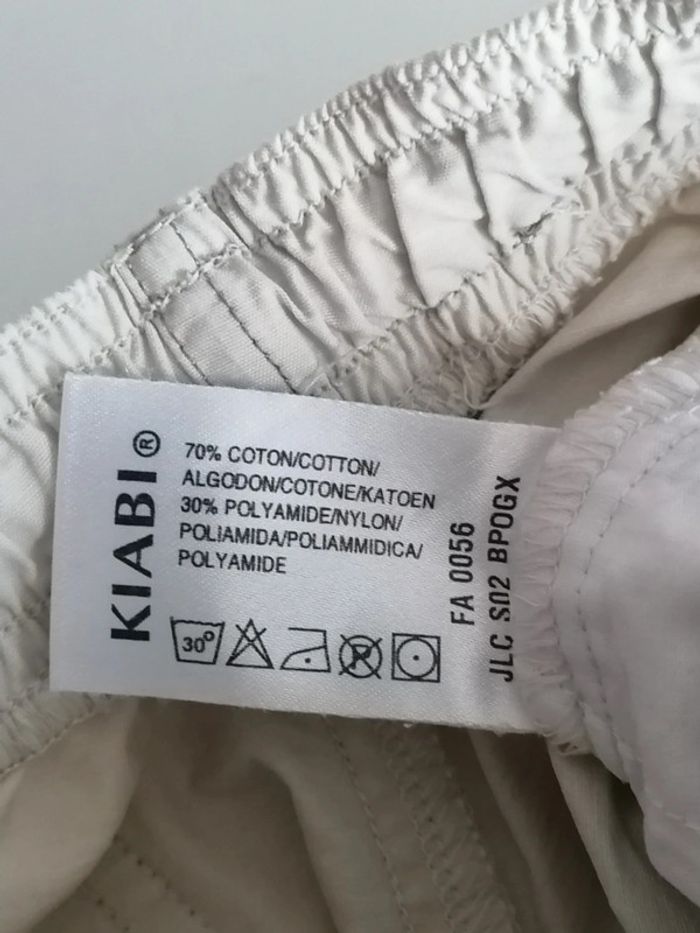 KIABI®
70% COTON/COTTON/
ALGODON/COTONE/KATOEN
30% POLYAMIDE/NYLON/
POLIAMIDA/POLIAMMIDICA/
POLYAMIDE
30°
P
FA 0056
JLC S02 BPOGX